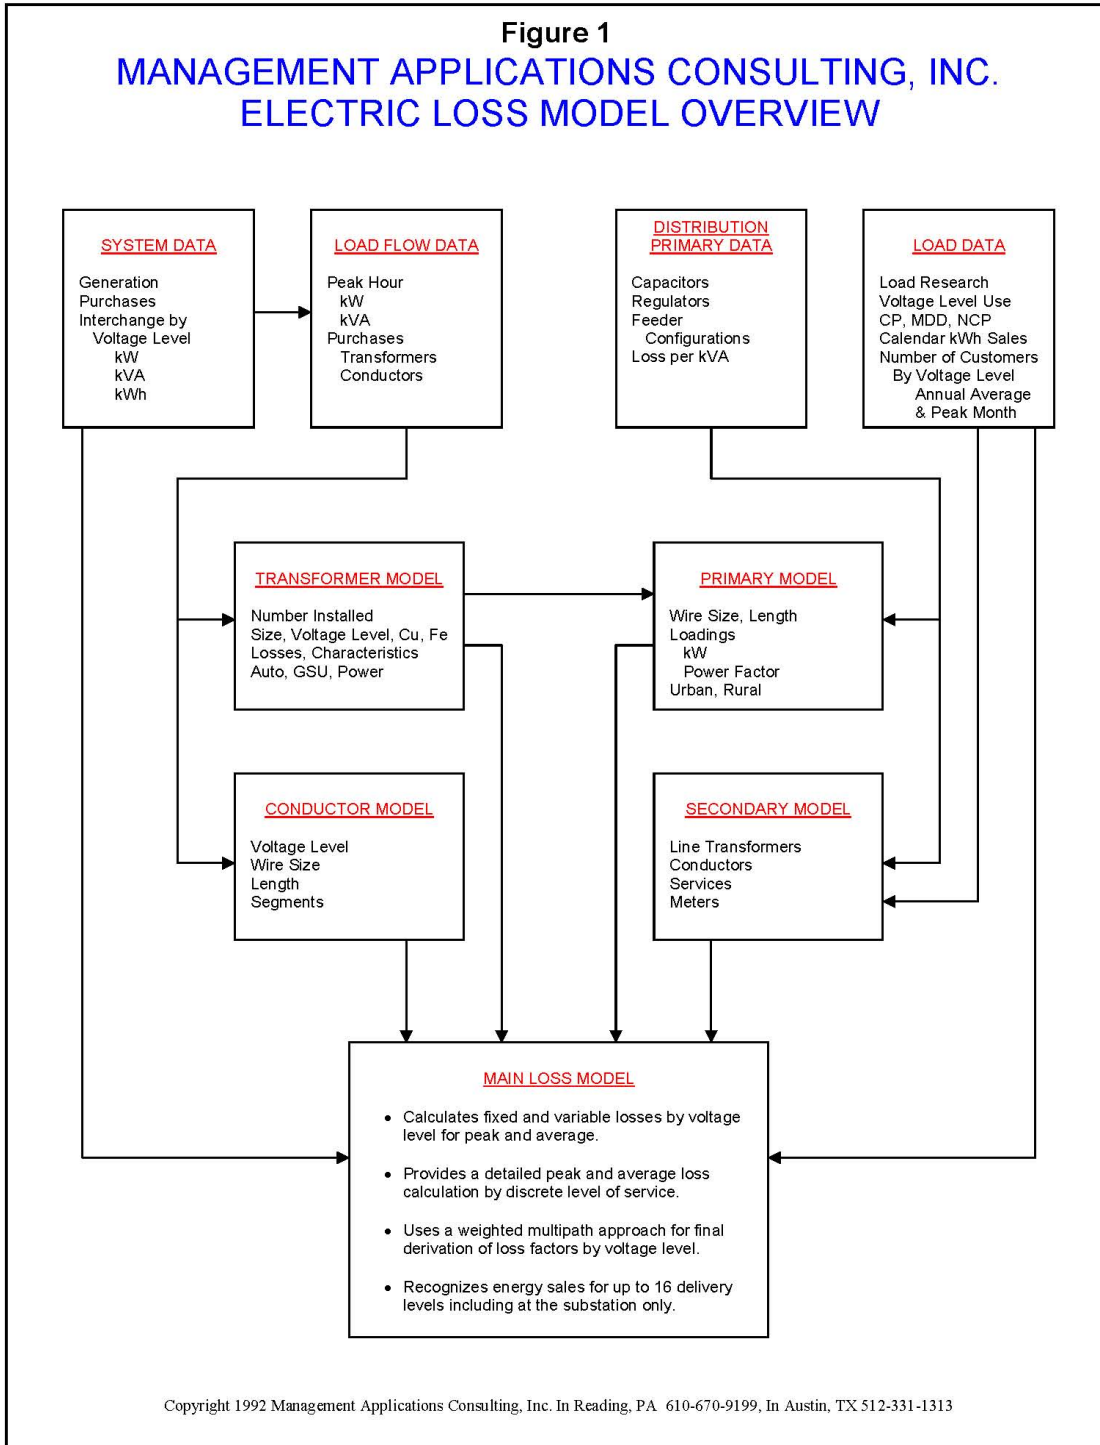 Figure 1
MANAGEMENT APPLICATIONS CONSULTING, INC.
ELECTRIC LOSS MODEL OVERVIEW
SYSTEM DATA
Generation
Purchases
Interchange by
Voltage Level
kW
kVA
kWh
LOAD FLOW DATA
Peak Hour
kW
kVA
Purchases
Transformers
Conductors
DISTRIBUTION
PRIMARY DATA
Capacitors
Regulators
Feeder
Configurations
Loss per kVA
LOAD DATA
Load Research
Voltage Level Use
CP, MDD, NCP
Calendar kWh Sales
Number of Customers
By Voltage Level
Annual Average
& Peak Month
TRANSFORMER MODEL
Number Installed
Size, Voltage Level, Cu, Fe
Losses, Characteristics
Auto, GSU, Power
PRIMARY MODEL
Wire Size, Length
Loadings
kW
Power Factor
Urban, Rural
CONDUCTOR MODEL
Voltage Level
Wire Size
Length
Segments
SECONDARY MODEL
Line Transformers
Conductors
Services
Meters
MAIN LOSS MODEL
• Calculates fixed and variable losses by voltage
level for peak and average.
• Provides a detailed peak and average loss
calculation by discrete level of service.
• Uses a weighted multipath approach for final
derivation of loss factors by voltage level.
• Recognizes energy sales for up to 16 delivery
levels including at the substation only.
Copyright 1992 Management Applications Consulting, Inc. In Reading, PA 610-670-9199, In Austin, TX 512-331-1313